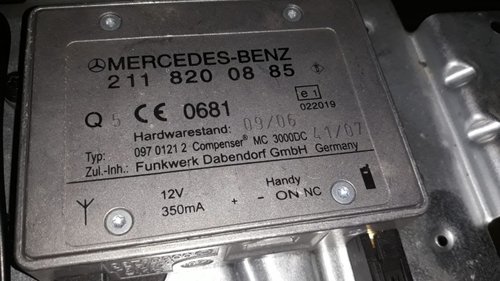 MERCEDES-BENZ
211 820 08 85
Q 5 CE 0681 e1
022019
Hardwarestand: 09/06
Typ: 097 0121 2 Compenser® MC 3000DC 41/07
Zul.-Inh.: Funkwerk Dabendorf GmbH Germany
12V Handy
350mA + - ON NC